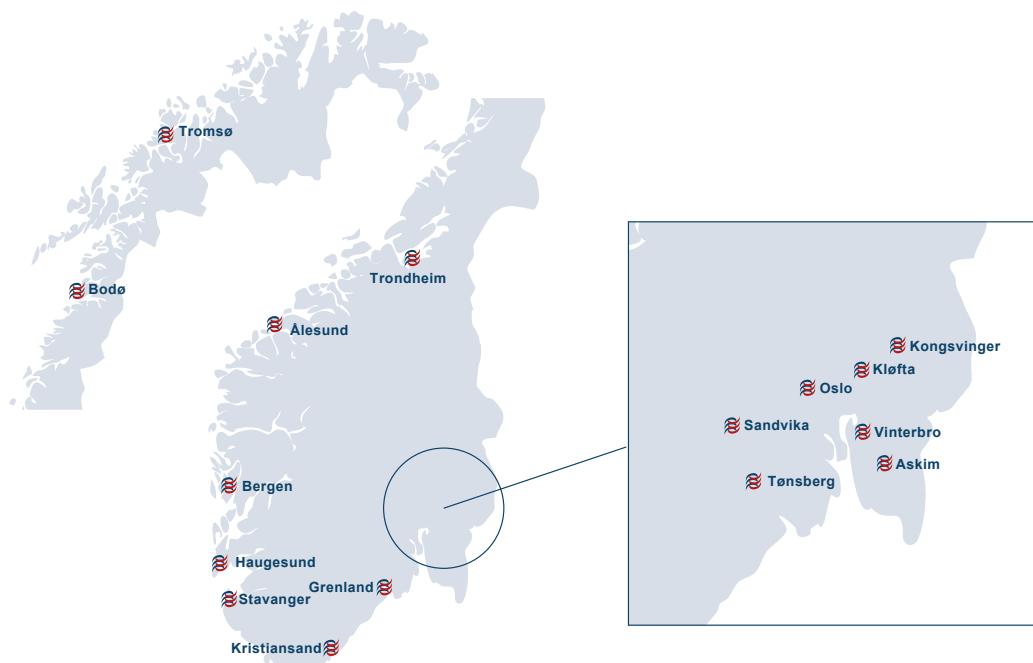 Tromsø
Bodø
Trondheim
Ålesund
Bergen
Haugesund
Stavanger
Grenland
Kristiansand
Kongsvinger
Kløfta
Oslo
Sandvika
Vinterbro
Askim
Tønsberg